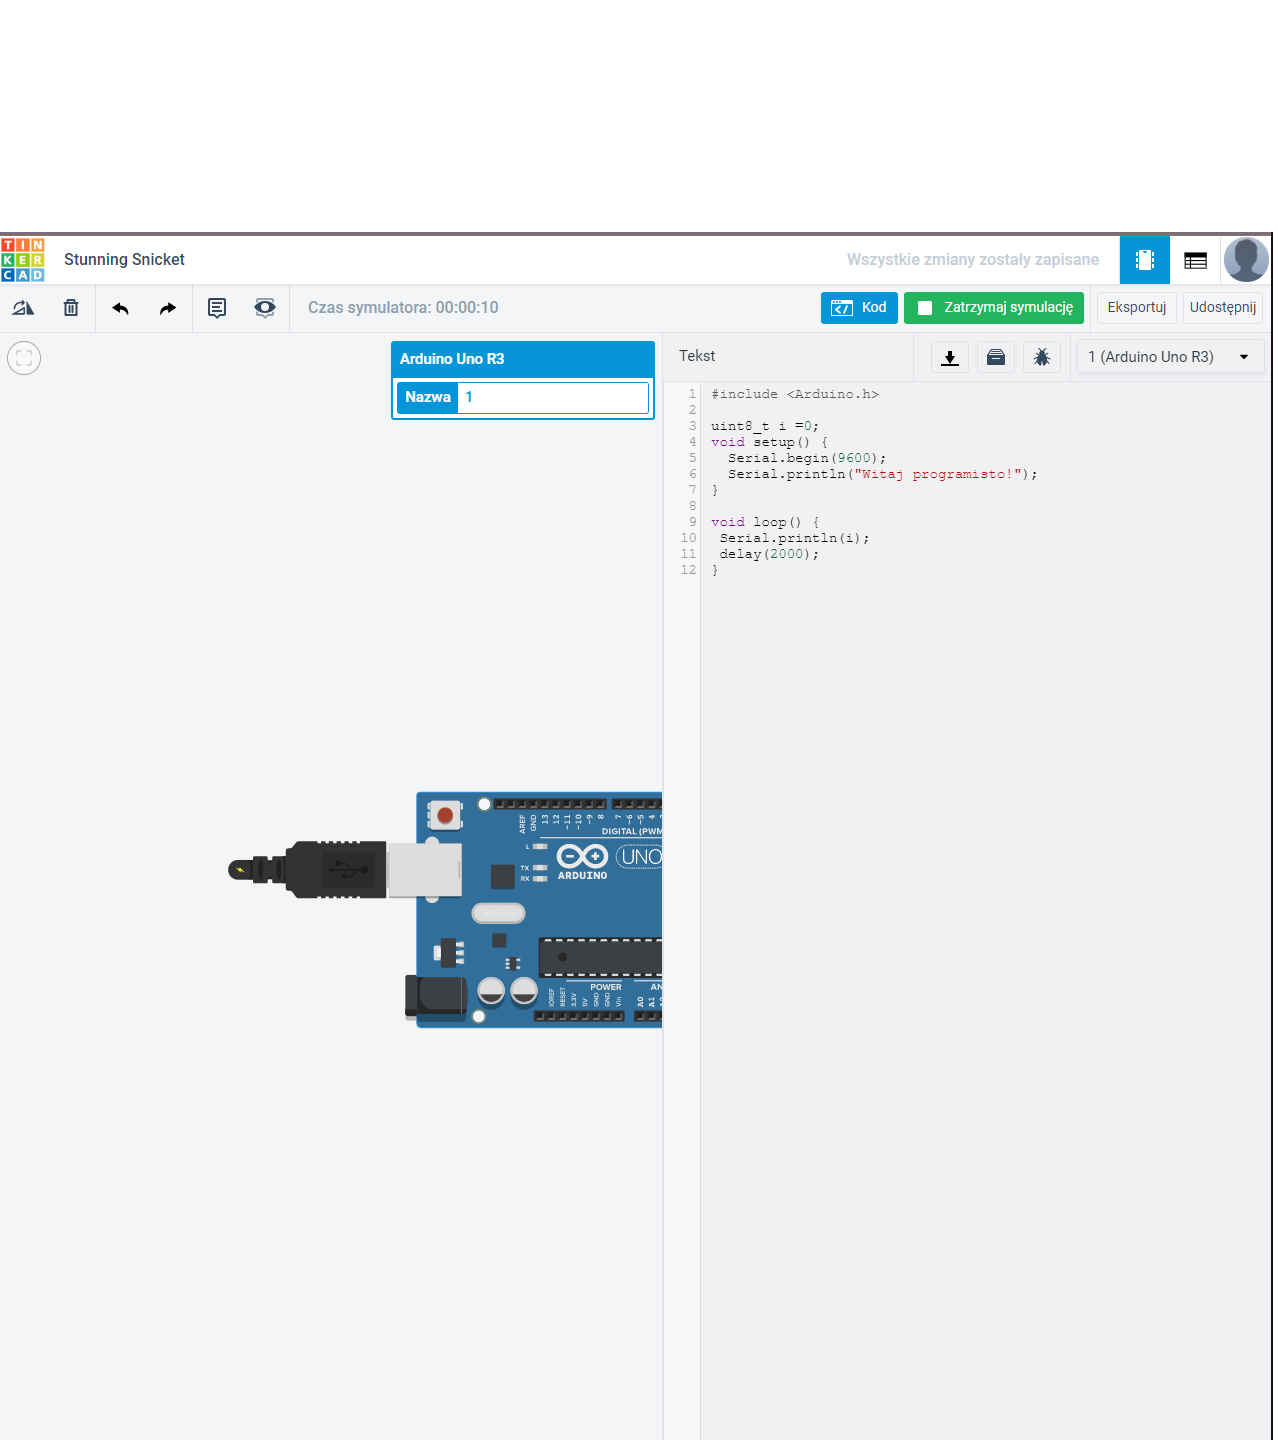 TIN
KER
CAD
Stunning Snicket
Wszystkie zmiany zostały zapisane
Czas symulatora: 00:00:10
Kod
Zatrzymaj symulację
Eksportuj
Udostępnij
Arduino Uno R3
Nazwa 1
Tekst
1 (Arduino Uno R3)
1 #include <Arduino.h>
2
3 uint8_t i =0;
4 void setup() {
5 Serial.begin(9600);
6 Serial.println("Witaj programisto!");
7 }
8
9 void loop() {
10 Serial.println(i);
11 delay(2000);
12 }
AREF
GND
13
12
~11
~10
~9
8
7
~6
~5
4
DIGITAL (PWM
L
TX
RX
UNO
ARDUINO
POWER
AN
IOREF
RESET
3.3V
5V
GND
GND
Vin
A0
A1